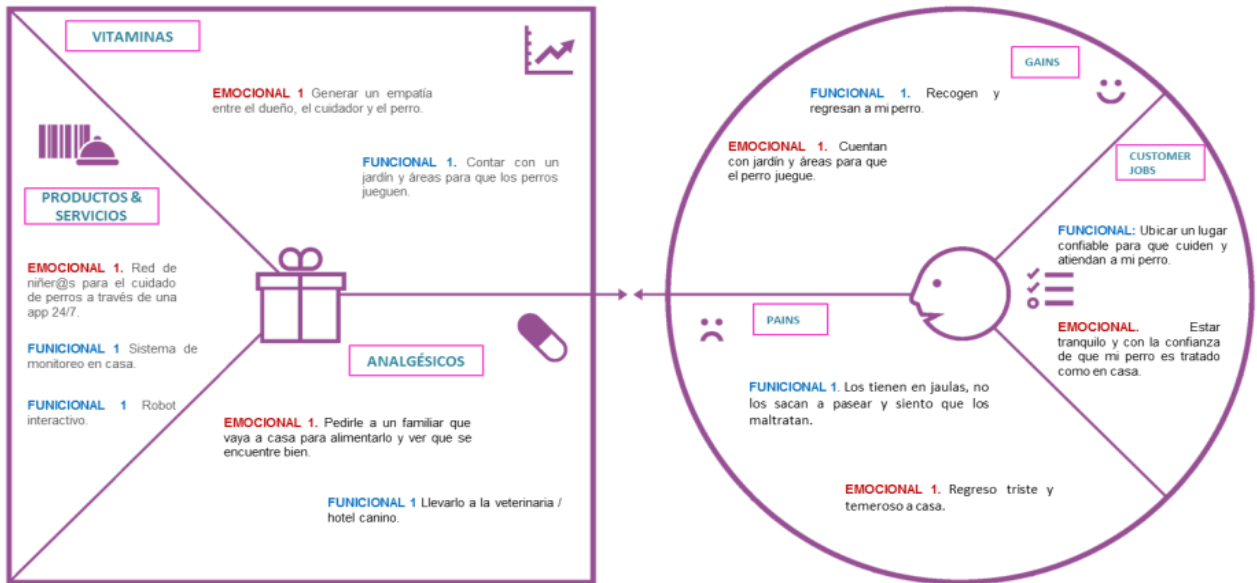 VITAMINAS
EMOCIONAL 1 Generar un empatía
entre el dueño, el cuidador y el perro.
FUNCIONAL 1. Contar con un
jardín y áreas para que los perros
jueguen.
PRODUCTOS &
SERVICIOS
EMOCIONAL 1. Red de
niñer@s para el cuidado
de perros a través de una
app 24/7.
FUNICIONAL 1 Sistema de
monitoreo en casa.
FUNICIONAL 1 Robot
interactivo.
ANALGÉSICOS
EMOCIONAL 1. Pedirle a un familiar que
vaya a casa para alimentarlo y ver que se
encuentre bien.
FUNICIONAL 1 Llevarlo a la veterinaria /
hotel canino.
GAINS
FUNCIONAL 1. Recogen y
regresan a mi perro.
EMOCIONAL 1. Cuentan
con jardín y áreas para que
el perro juegue.
CUSTOMER
JOBS
FUNCIONAL: Ubicar un lugar
confiable para que cuiden y
atiendan a mi perro.
EMOCIONAL. Estar
tranquilo y con la confianza
de que mi perro es tratado
como en casa.
PAINS
FUNICIONAL 1. Los tienen en jaulas, no
los sacan a pasear y siento que los
maltratan.
EMOCIONAL 1. Regreso triste y
temeroso a casa.